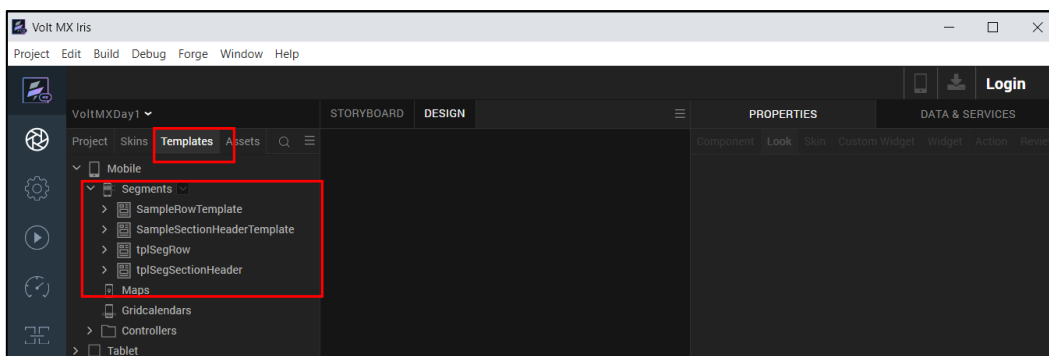 Volt MX Iris
Project Edit Build Debug Forge Window Help
Login
VoltMXDay1
STORYBOARD DESIGN
PROPERTIES DATA & SERVICES
Project Skins Templates Assets
Component Look Skin Custom Widget Widget Action Review
Mobile
Segments
SampleRowTemplate
SampleSectionHeaderTemplate
tplSegRow
tplSegSectionHeader
Maps
Gridcalendars
Controllers
Tablet